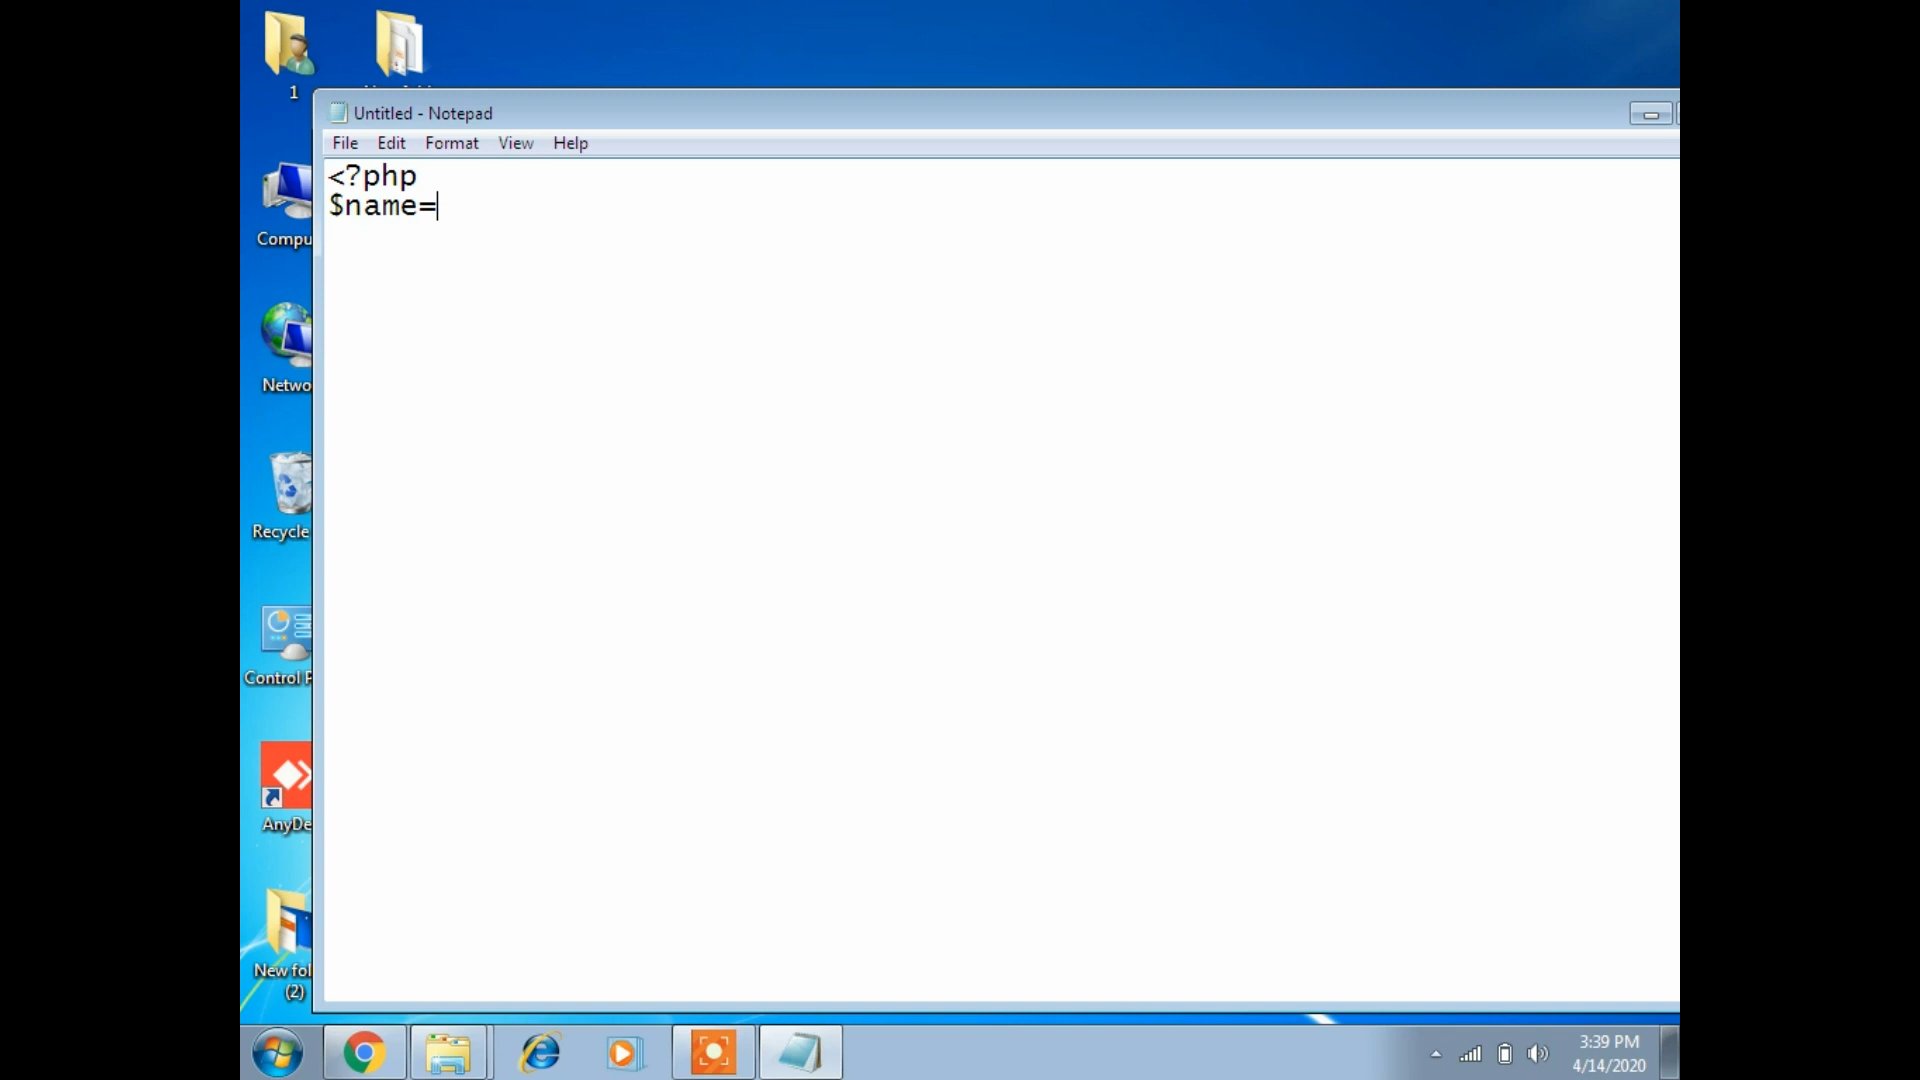 1
Untitled - Notepad
File Edit Format View Help
<?php
$name=
Compu
Netwo
Recycle
Control P
AnyDe
New fol
(2)
3:39 PM
4/14/2020